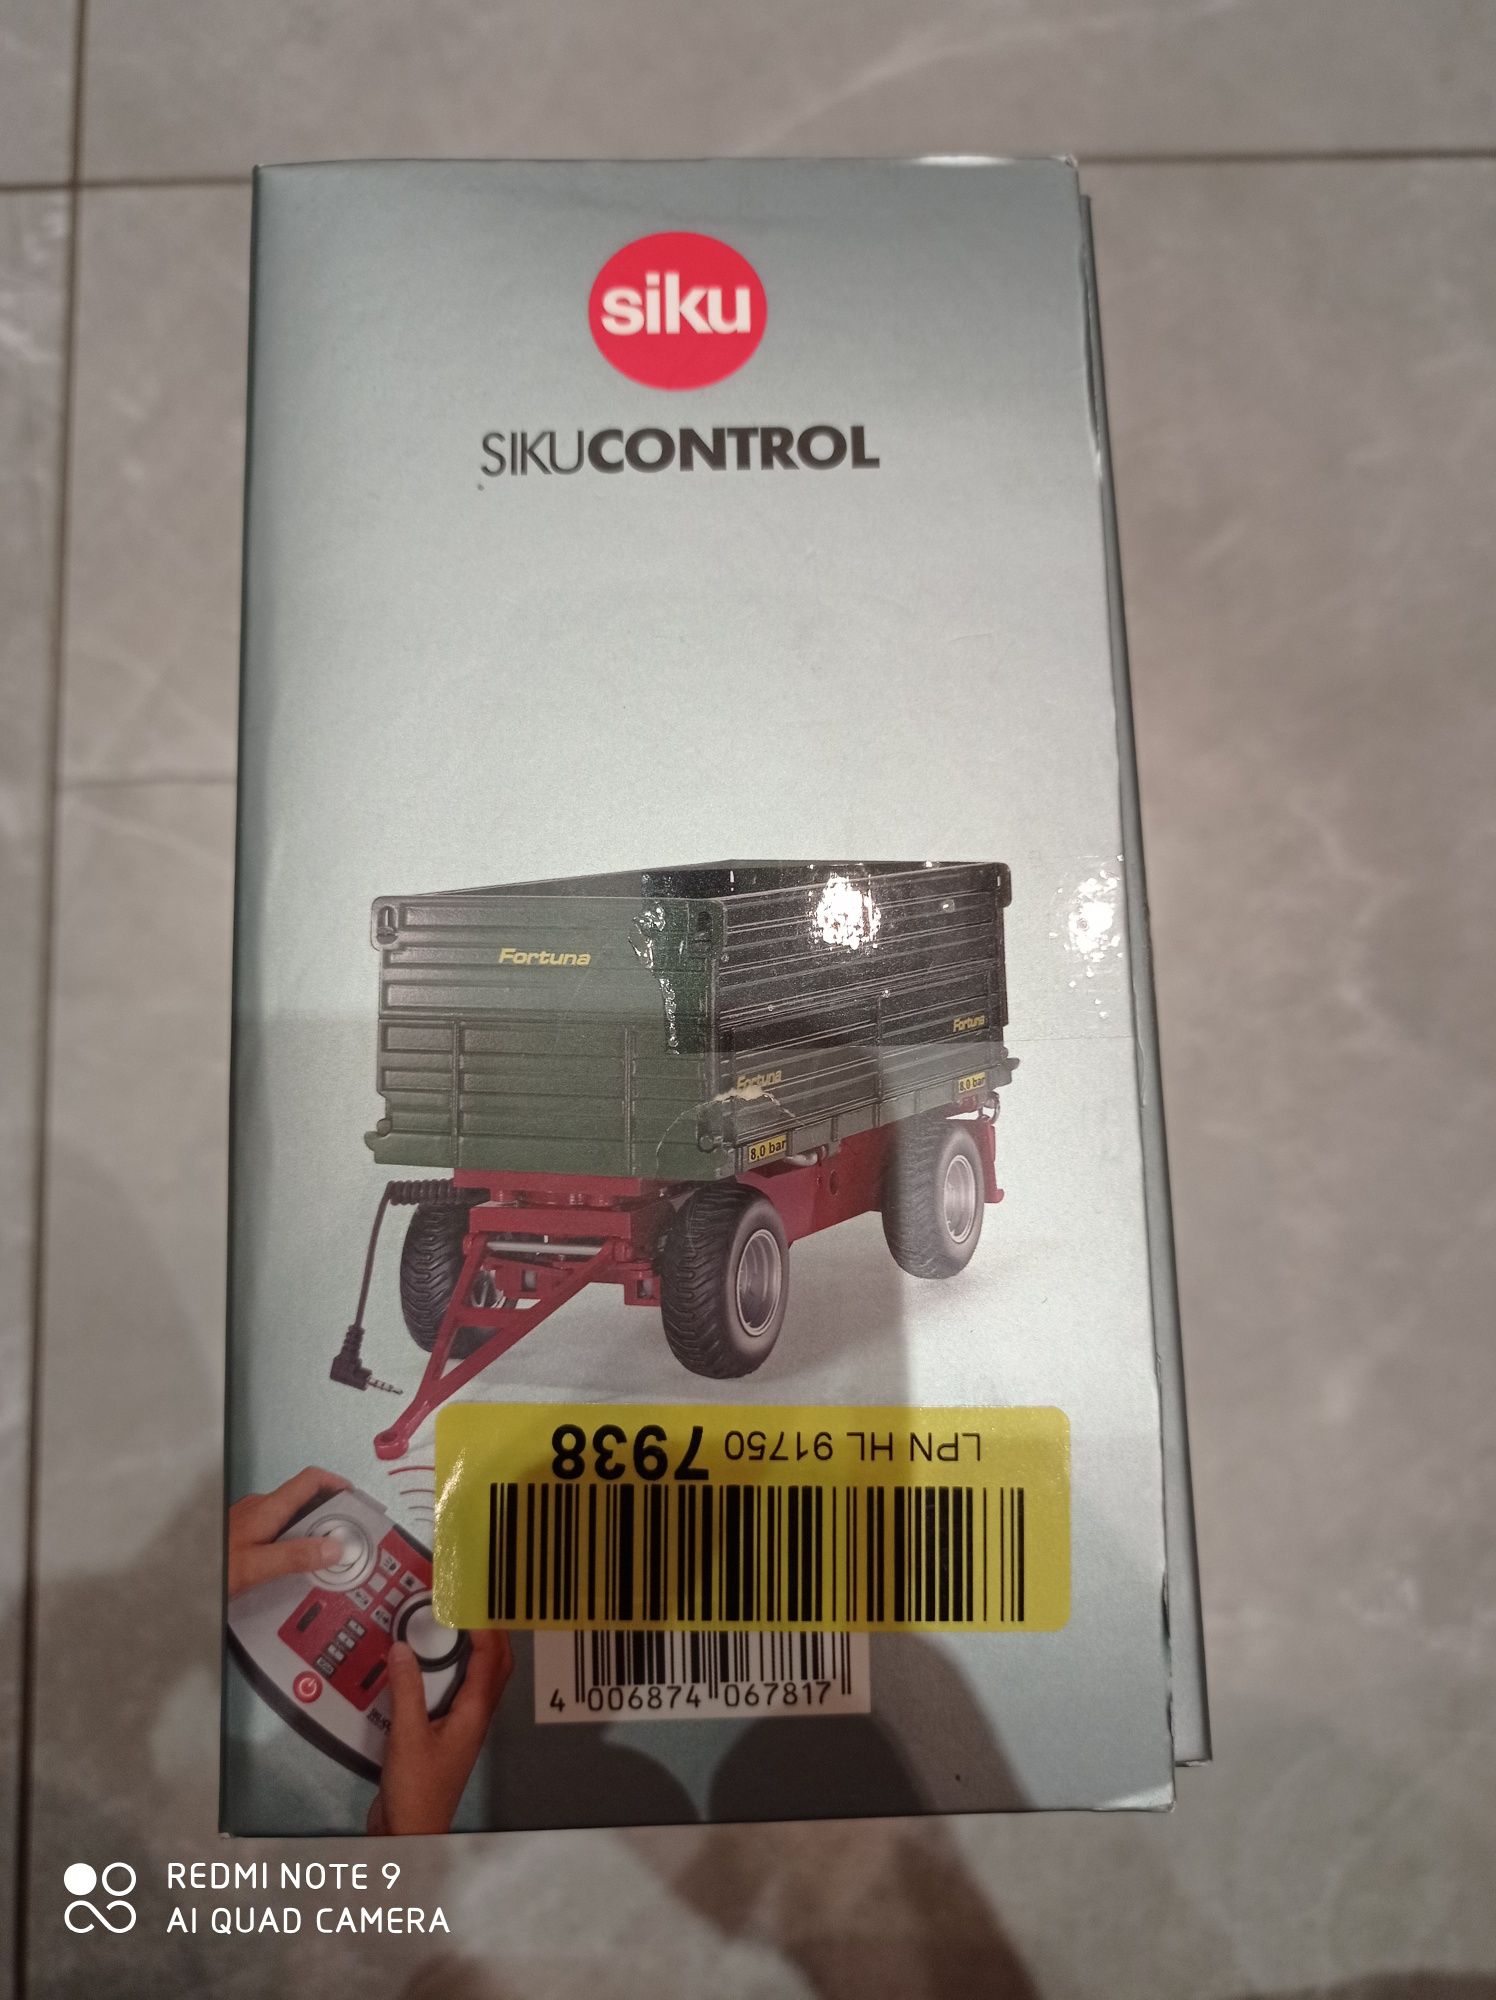 siku
SIKUCONTROL
Fortuna
Fortuna
Fortuna
8,0 bar
8,0 bar
LPN HL 91750 7938
4 006874 067817
REDMI NOTE 9
AI QUAD CAMERA